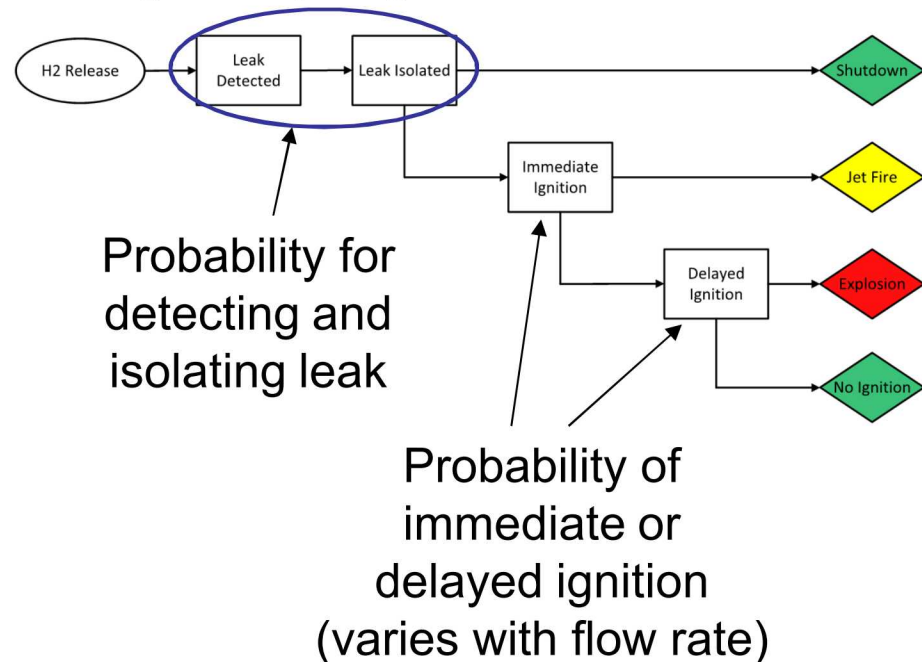 H2 Release
Leak
Detected
Leak Isolated
Shutdown
Immediate
Ignition
Jet Fire
Delayed
Ignition
Explosion
No Ignition
Probability for
detecting and
isolating leak
Probability of
immediate or
delayed ignition
(varies with flow rate)